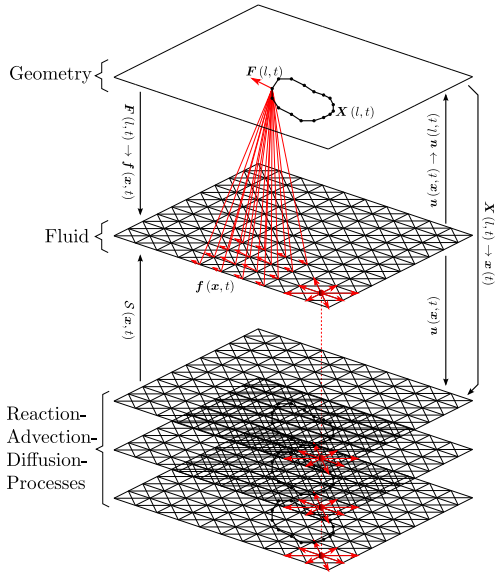 Geometry
F(l,t)
X(l,t)
F(l,t) → f(x,t)
u(x,t) → u(l,t)
X(l,t) → x(t)
Fluid
f(x,t)
S(x,t)
u(x,t)
Reaction-
Advection-
Diffusion-
Processes